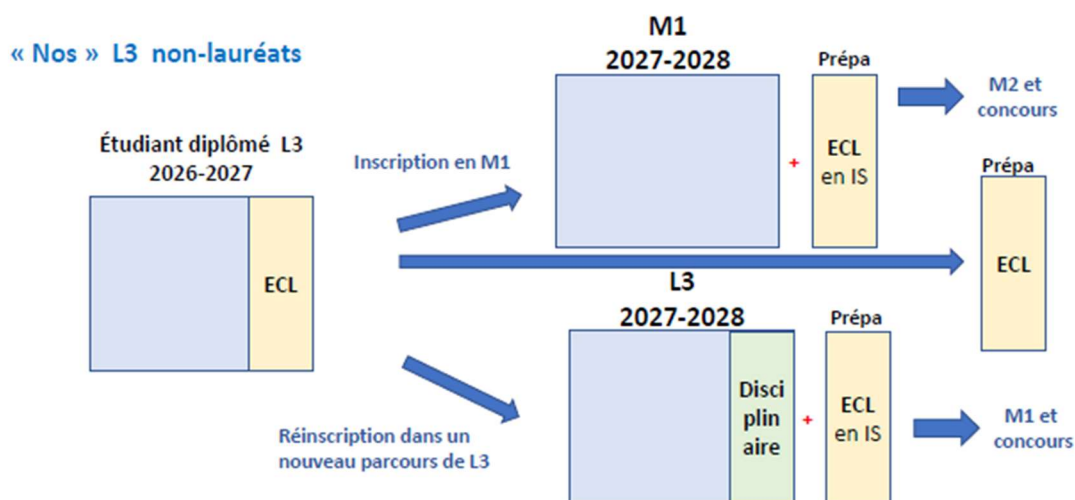 « Nos » L3 non-lauréats
Étudiant diplômé L3
2026-2027
ECL
Inscription en M1
M1
2027-2028
+
Prépa
ECL
en IS
M2 et
concours
Prépa
ECL
L3
2027-2028
Réinscription dans un
nouveau parcours de L3
Disci
plin
aire
+
Prépa
ECL
en IS
M1 et
concours